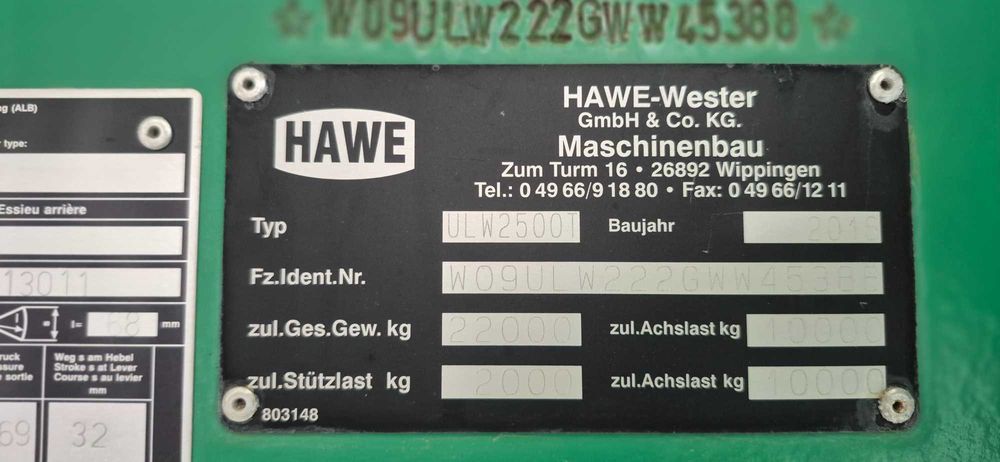 ☆ W09ULW222GWW45388 ☆
g (ALB)
type:
Essieu arrière
13011
l= 68 mm
Weg s am Hebel
Stroke s at Lever
Course s au levier
mm
sortie
69 32
HAWE
HAWE-Wester
GmbH & Co. KG.
Maschinenbau
Zum Turm 16 • 26892 Wippingen
Tel.: 0 49 66/9 18 80 • Fax: 0 49 66/12 11
Typ ULW2500T Baujahr
Fz.Ident.Nr.
zul.Ges.Gew. kg 22000 zul.Achslast kg 10000
zul.Stützlast kg 2000 zul.Achslast kg 10000
803148